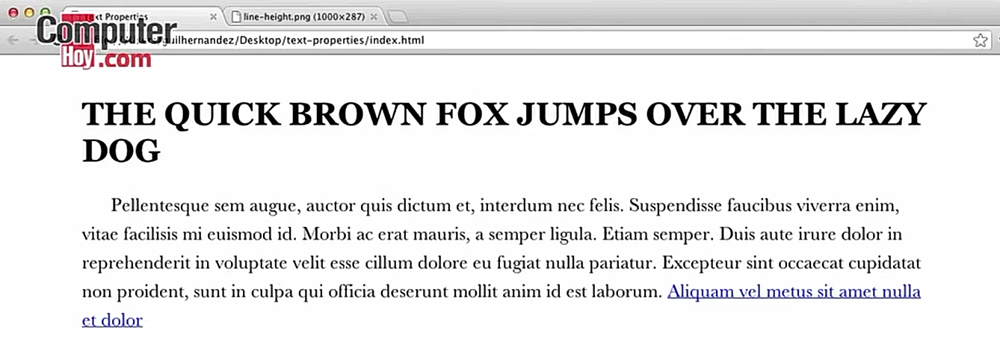 Text Properties
line-height.png (1000×287)
Computer
Hoy.com
guilhernandez/Desktop/text-properties/index.html
THE QUICK BROWN FOX JUMPS OVER THE LAZY
DOG
Pellentesque sem augue, auctor quis dictum et, interdum nec felis. Suspendisse faucibus viverra enim,
vitae facilisis mi euismod id. Morbi ac erat mauris, a semper ligula. Etiam semper. Duis aute irure dolor in
reprehenderit in voluptate velit esse cillum dolore eu fugiat nulla pariatur. Excepteur sint occaecat cupidatat
non proident, sunt in culpa qui officia deserunt mollit anim id est laborum. Aliquam vel metus sit amet nulla
et dolor